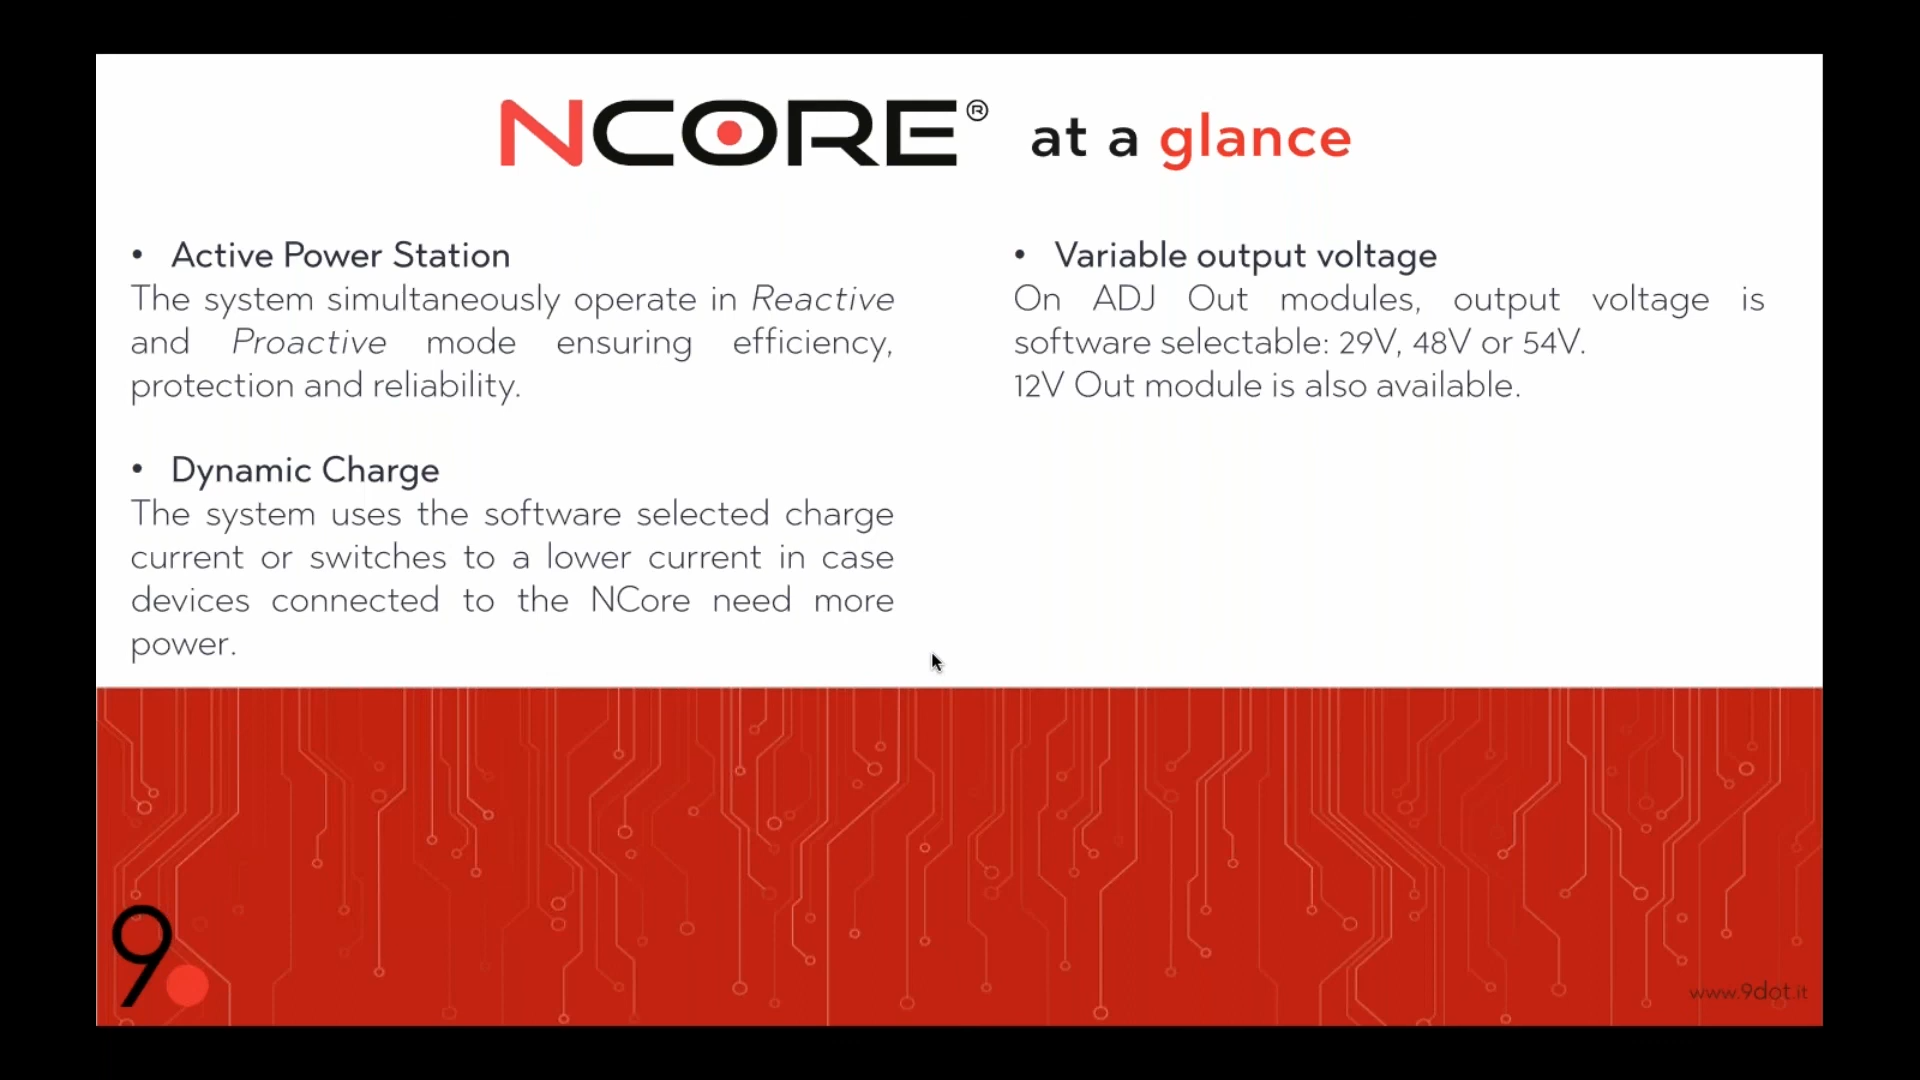 NCORE® at a glance
• Active Power Station
The system simultaneously operate in Reactive
and Proactive mode ensuring efficiency,
protection and reliability.
• Dynamic Charge
The system uses the software selected charge
current or switches to a lower current in case
devices connected to the NCore need more
power.
• Variable output voltage
On ADJ Out modules, output voltage is
software selectable: 29V, 48V or 54V.
12V Out module is also available.
9
www.9dot.it